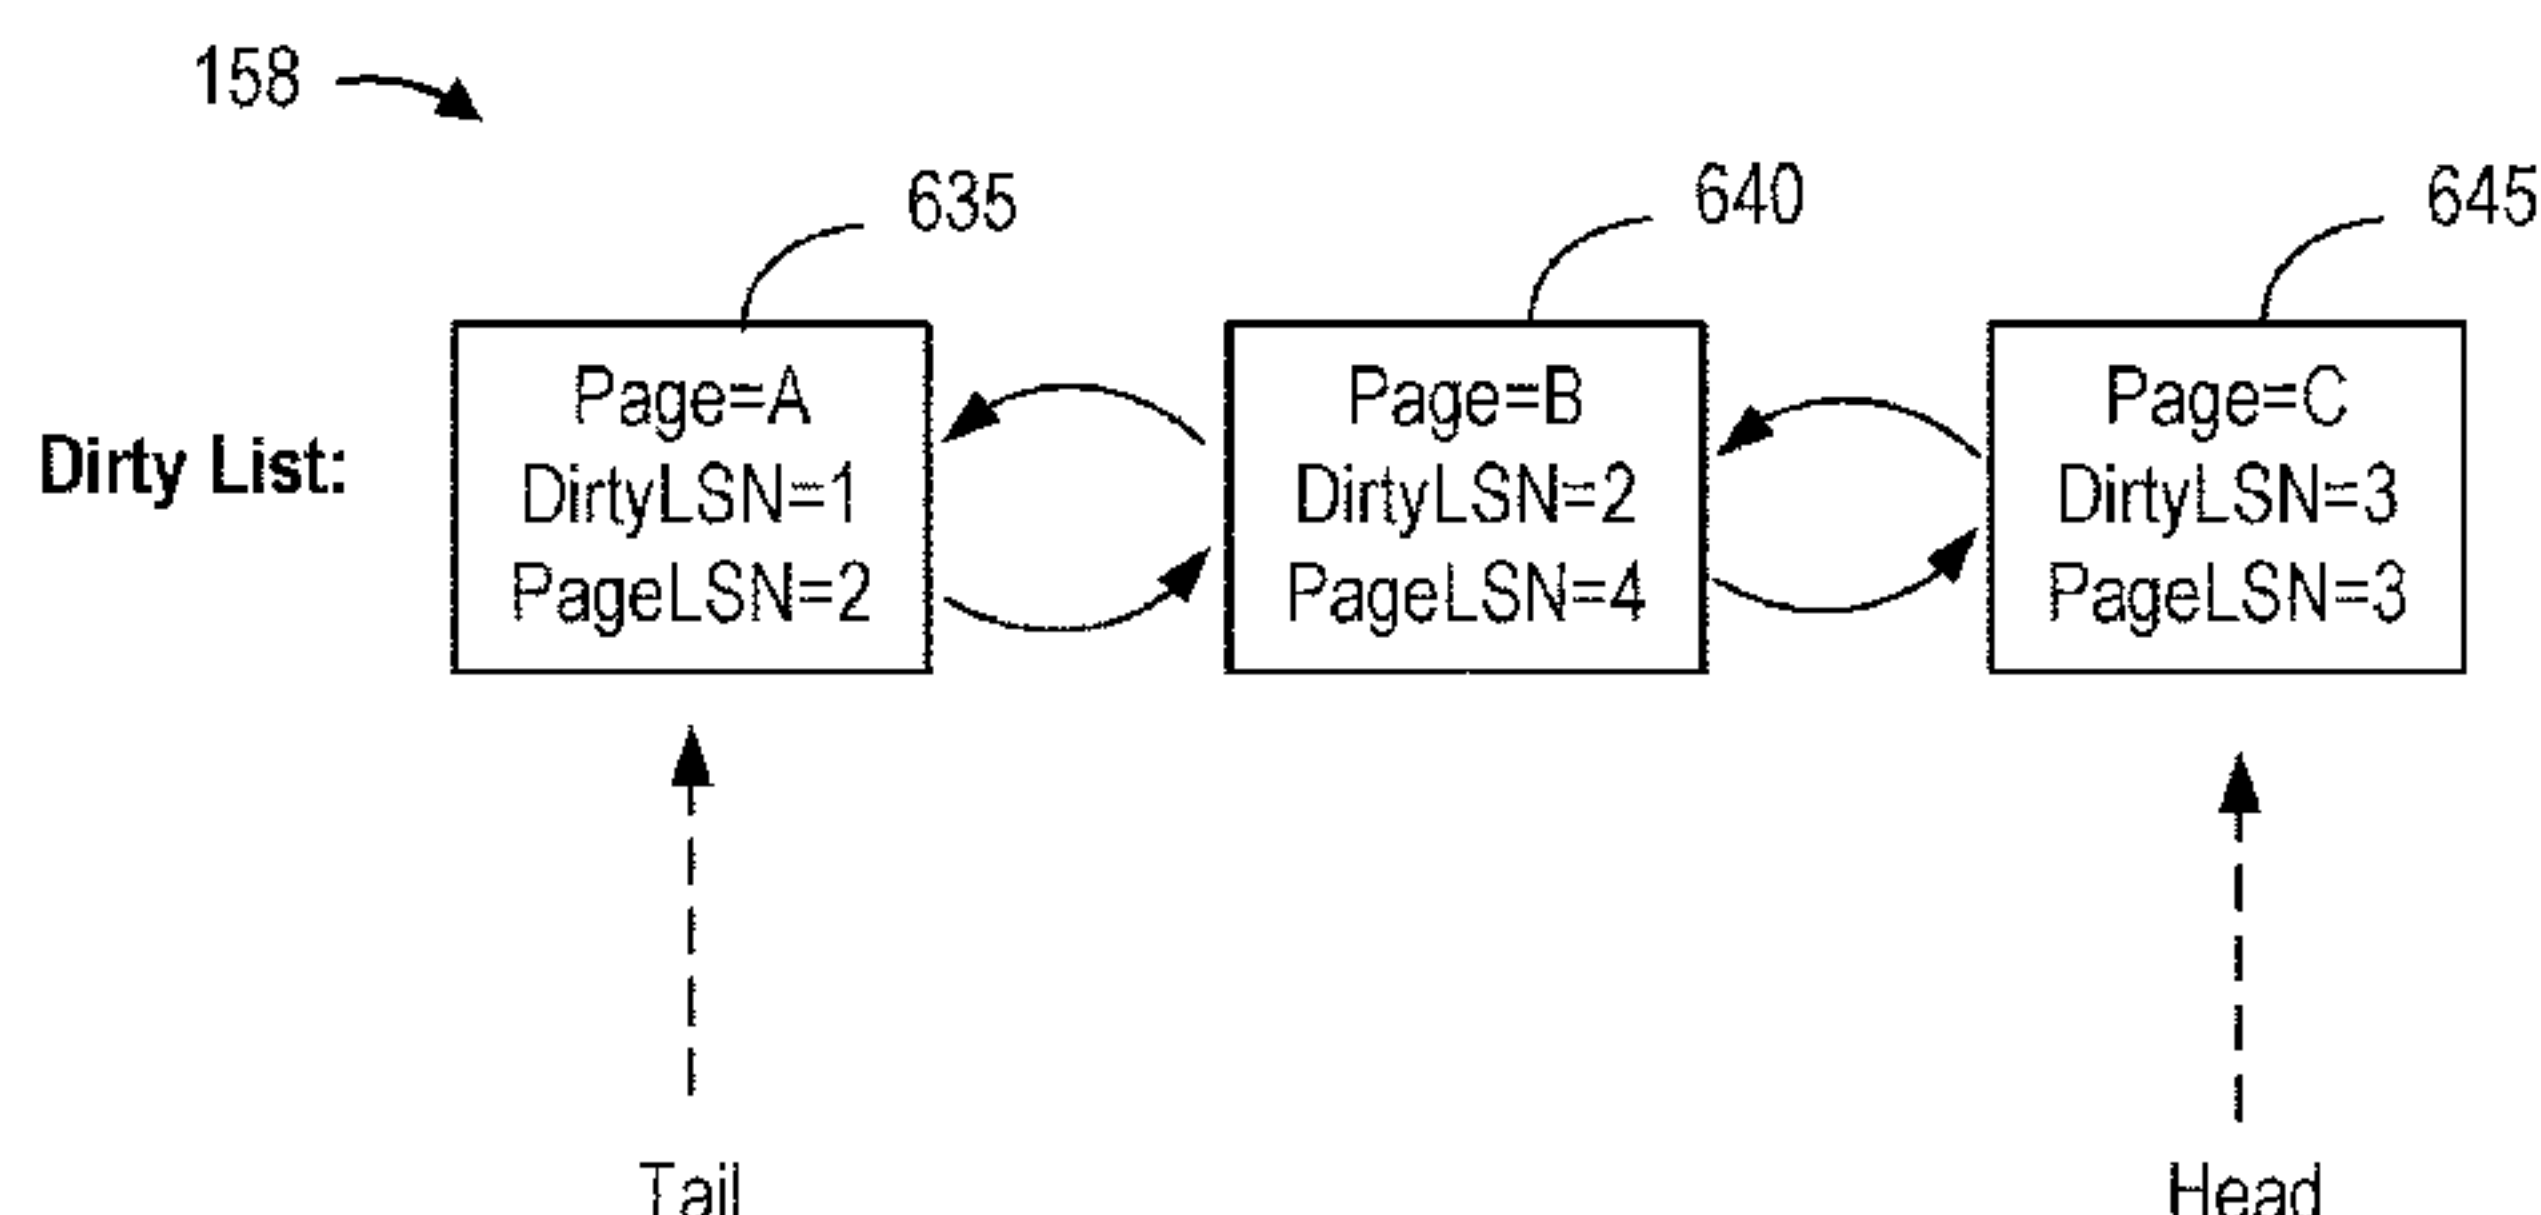 158
635
640
645
Dirty List:
Page=A
DirtyLSN=1
PageLSN=2
Page=B
DirtyLSN=2
PageLSN=4
Page=C
DirtyLSN=3
PageLSN=3
Tail
Head